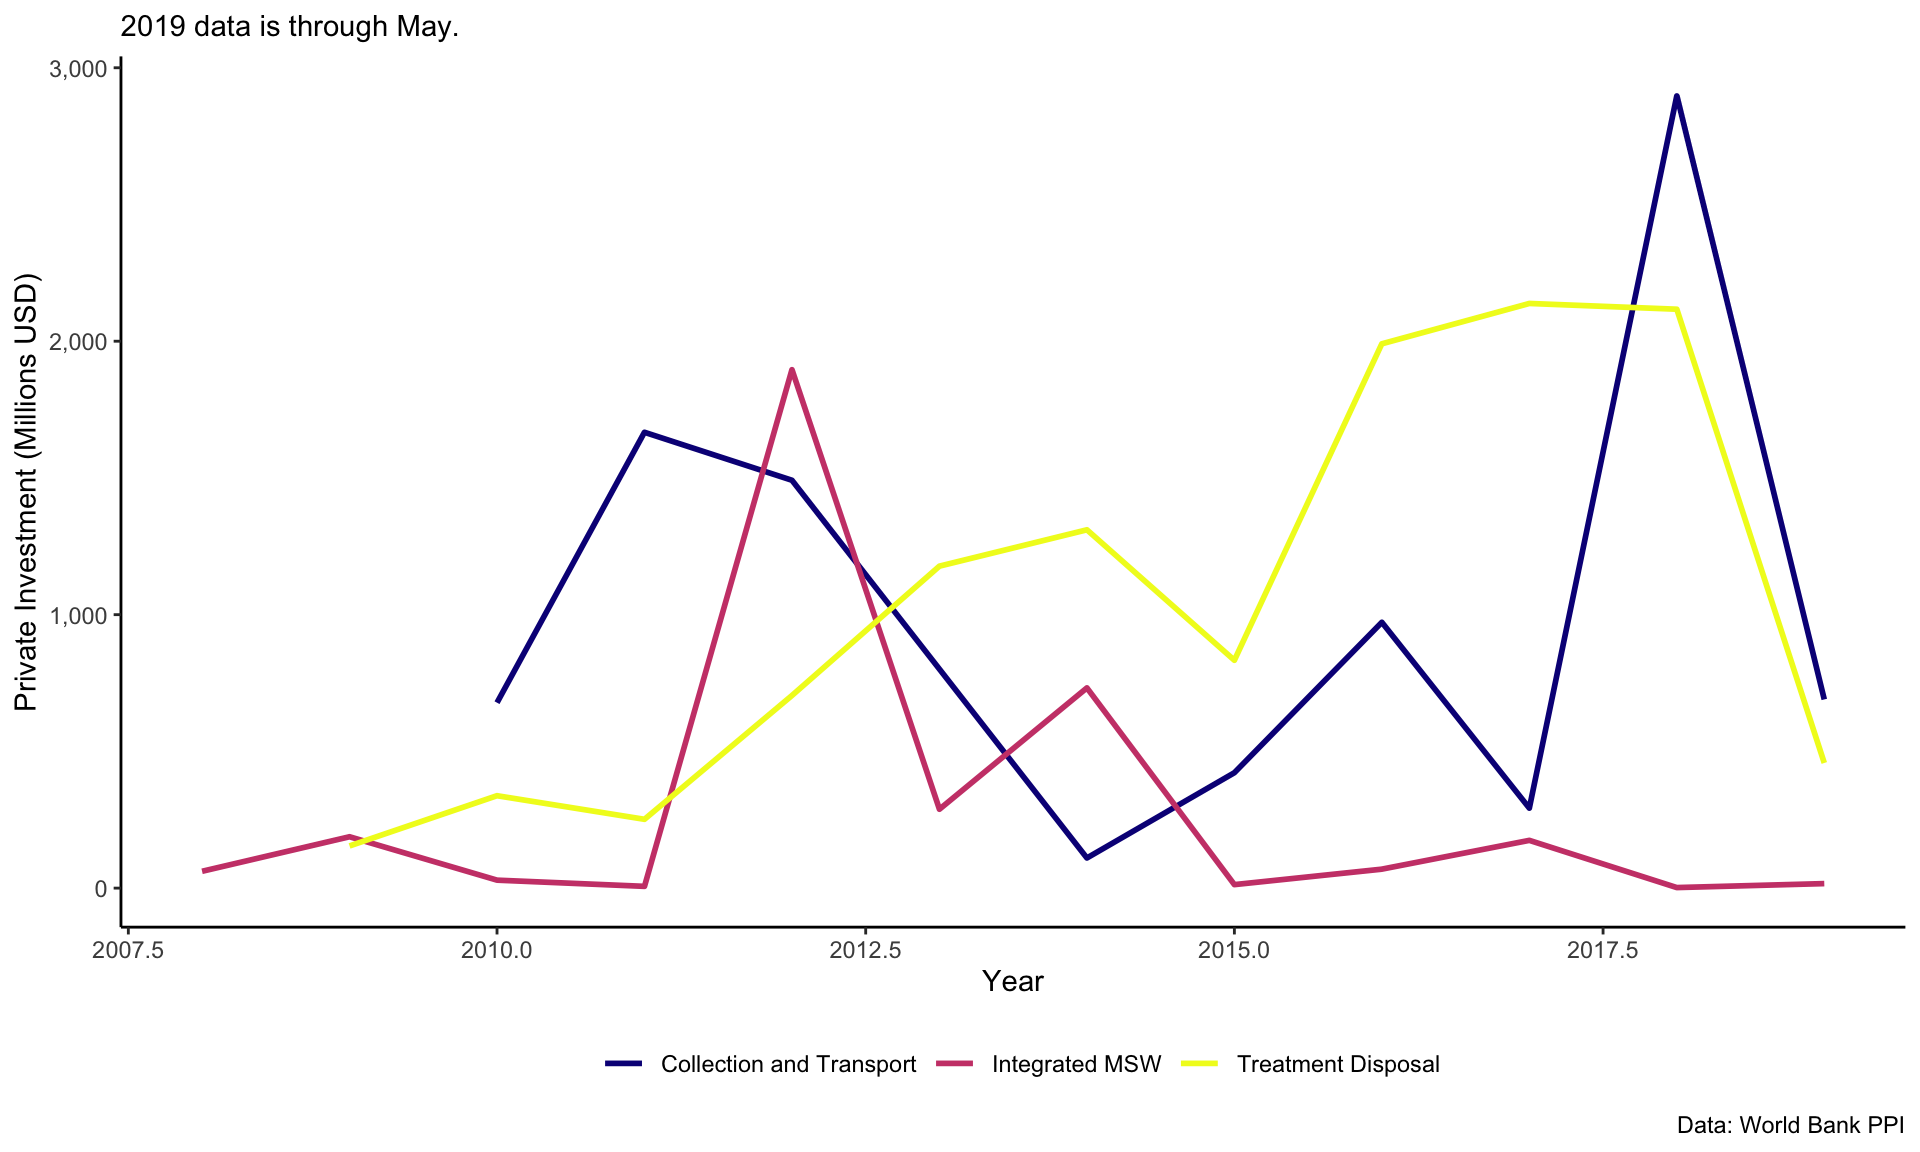 2019 data is through May.
3,000
2,000
1,000
0
Private Investment (Millions USD)
2007.5 2010.0 2012.5 2015.0 2017.5
Year
Collection and Transport Integrated MSW Treatment Disposal
Data: World Bank PPI